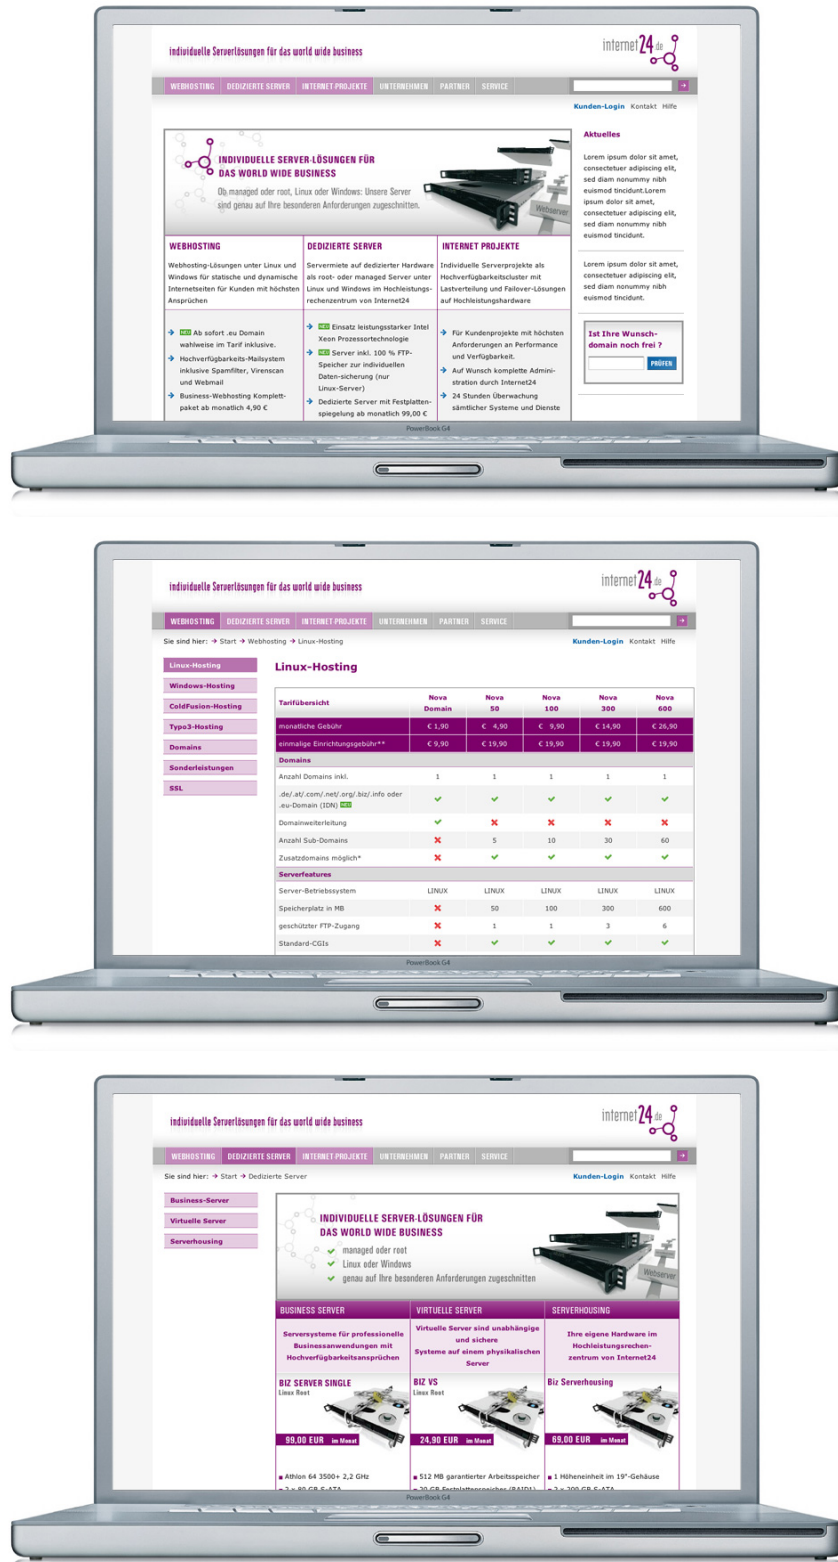 individuelle Serverlösungen für das world wide business
internet24.de
WEBHOSTING DEDIZIERTE SERVER INTERNET-PROJEKTE UNTERNEHMEN PARTNER SERVICE
Kunden-Login Kontakt Hilfe
INDIVIDUELLE SERVER-LÖSUNGEN FÜR
DAS WORLD WIDE BUSINESS
Ob managed oder root, Linux oder Windows: Unsere Server
sind genau auf Ihre besonderen Anforderungen zugeschnitten.
Webserver
WEBHOSTING
Webhosting-Lösungen unter Linux und
Windows für statische und dynamische
Internetseiten für Kunden mit höchsten
Ansprüchen
NEU Ab sofort .eu Domain
wahlweise im Tarif inklusive.
Hochverfügbarkeits-Mailsystem
inklusive Spamfilter, Virenscan
und Webmail
Business-Webhosting Komplett-
paket ab monatlich 4,90 €
DEDIZIERTE SERVER
Servermiete auf dedizierter Hardware
als root- oder managed Server unter
Linux und Windows im Hochleistungs-
rechenzentrum von Internet24
NEU Einsatz leistungsstarker Intel
Xeon Prozessortechnologie
NEU Server inkl. 100 % FTP-
Speicher zur individuellen
Daten-sicherung (nur
Linux-Server)
Dedizierte Server mit Festplatten-
spiegelung ab monatlich 99,00 €
INTERNET PROJEKTE
Individuelle Serverprojekte als
Hochverfügbarkeitscluster mit
Lastverteilung und Failover-Lösungen
auf Hochleistungshardware
Für Kundenprojekte mit höchsten
Anforderungen an Performance
und Verfügbarkeit.
Auf Wunsch komplette Admini-
stration durch Internet24
24 Stunden Überwachung
sämtlicher Systeme und Dienste
Aktuelles
Lorem ipsum dolor sit amet,
consectetuer adipiscing elit,
sed diam nonummy nibh
euismod tincidunt.Lorem
ipsum dolor sit amet,
consectetuer adipiscing elit,
sed diam nonummy nibh
euismod tincidunt.
Lorem ipsum dolor sit amet,
consectetuer adipiscing elit,
sed diam nonummy nibh
euismod tincidunt.
Ist Ihre Wunsch-
domain noch frei ?
PRÜFEN
PowerBook G4
individuelle Serverlösungen für das world wide business
internet24.de
WEBHOSTING DEDIZIERTE SERVER INTERNET-PROJEKTE UNTERNEHMEN PARTNER SERVICE
Sie sind hier: Start Webhosting Linux-Hosting
Kunden-Login Kontakt Hilfe
Linux-Hosting
Windows-Hosting
ColdFusion-Hosting
Typo3-Hosting
Domains
Sonderleistungen
SSL
Linux-Hosting
Tarifübersicht Nova Domain Nova 50 Nova 100 Nova 300 Nova 600
monatliche Gebühr € 1,90 € 4,90 € 9,90 € 14,90 € 26,90
einmalige Einrichtungsgebühr** € 9,90 € 19,90 € 19,90 € 19,90 € 19,90
Domains
Anzahl Domains inkl. 1 1 1 1 1
.de/.at/.com/.net/.org/.biz/.info oder
.eu-Domain (IDN) NEU
Domainweiterleitung
Anzahl Sub-Domains 5 10 30 60
Zusatzdomains möglich*
Serverfeatures
Server-Betriebssystem LINUX LINUX LINUX LINUX LINUX
Speicherplatz in MB 50 100 300 600
geschützter FTP-Zugang 1 1 3 6
Standard-CGIs
PowerBook G4
individuelle Serverlösungen für das world wide business
internet24.de
WEBHOSTING DEDIZIERTE SERVER INTERNET-PROJEKTE UNTERNEHMEN PARTNER SERVICE
Sie sind hier: Start Dedizierte Server
Kunden-Login Kontakt Hilfe
Business-Server
Virtuelle Server
Serverhousing
INDIVIDUELLE SERVER-LÖSUNGEN FÜR
DAS WORLD WIDE BUSINESS
managed oder root
Linux oder Windows
genau auf Ihre besonderen Anforderungen zugeschnitten
Webserver
BUSINESS SERVER
Serversysteme für professionelle
Businessanwendungen mit
Hochverfügbarkeitsansprüchen
BIZ SERVER SINGLE
Linux Root
99,00 EUR im Monat
Athlon 64 3500+ 2,2 GHz
2 x 80 GB S-ATA
VIRTUELLE SERVER
Virtuelle Server sind unabhängige
und sichere
Systeme auf einem physikalischen
Server
BIZ VS
Linux Root
24,90 EUR im Monat
512 MB garantierter Arbeitsspeicher
20 GB Festplattenspeicher (RAID1)
SERVERHOUSING
Ihre eigene Hardware im
Hochleistungsrechen-
zentrum von Internet24
Biz Serverhousing
69,00 EUR im Monat
1 Höheneinheit im 19"-Gehäuse
2 x 200 GB S-ATA
PowerBook G4